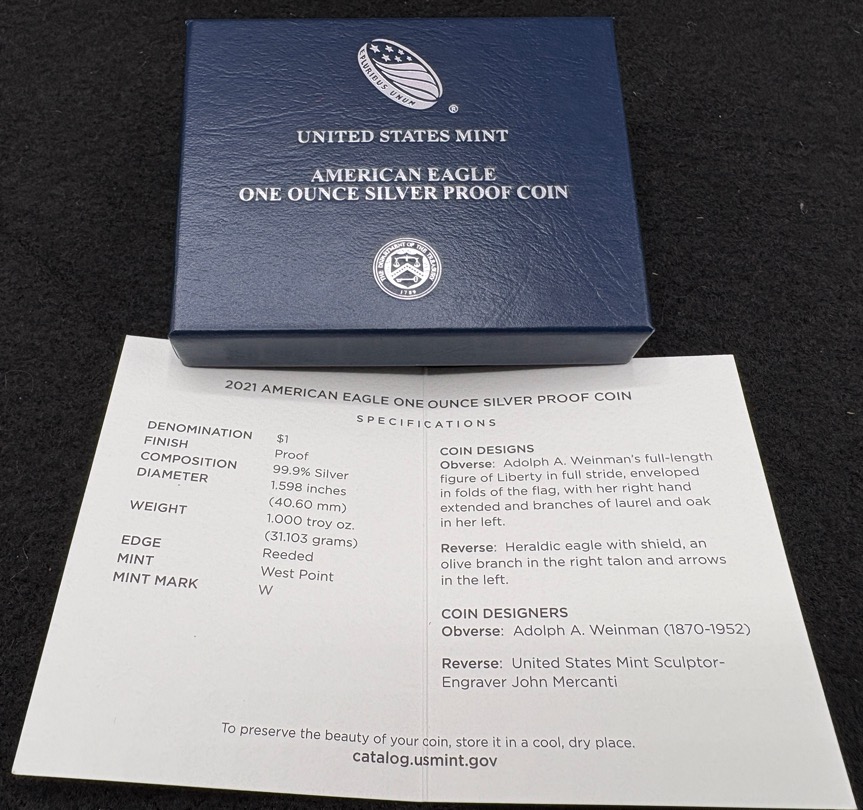 E PLURIBUS UNUM
®
UNITED STATES MINT
AMERICAN EAGLE
ONE OUNCE SILVER PROOF COIN
THE DEPARTMENT OF THE TREASURY
1789
2021 AMERICAN EAGLE ONE OUNCE SILVER PROOF COIN
SPECIFICATIONS
DENOMINATION $1
FINISH Proof
COMPOSITION 99.9% Silver
DIAMETER 1.598 inches
(40.60 mm)
WEIGHT 1.000 troy oz.
(31.103 grams)
EDGE Reeded
MINT West Point
MINT MARK W
COIN DESIGNS
Obverse: Adolph A. Weinman's full-length
figure of Liberty in full stride, enveloped
in folds of the flag, with her right hand
extended and branches of laurel and oak
in her left.
Reverse: Heraldic eagle with shield, an
olive branch in the right talon and arrows
in the left.
COIN DESIGNERS
Obverse: Adolph A. Weinman (1870-1952)
Reverse: United States Mint Sculptor-
Engraver John Mercanti
To preserve the beauty of your coin, store it in a cool, dry place.
catalog.usmint.gov